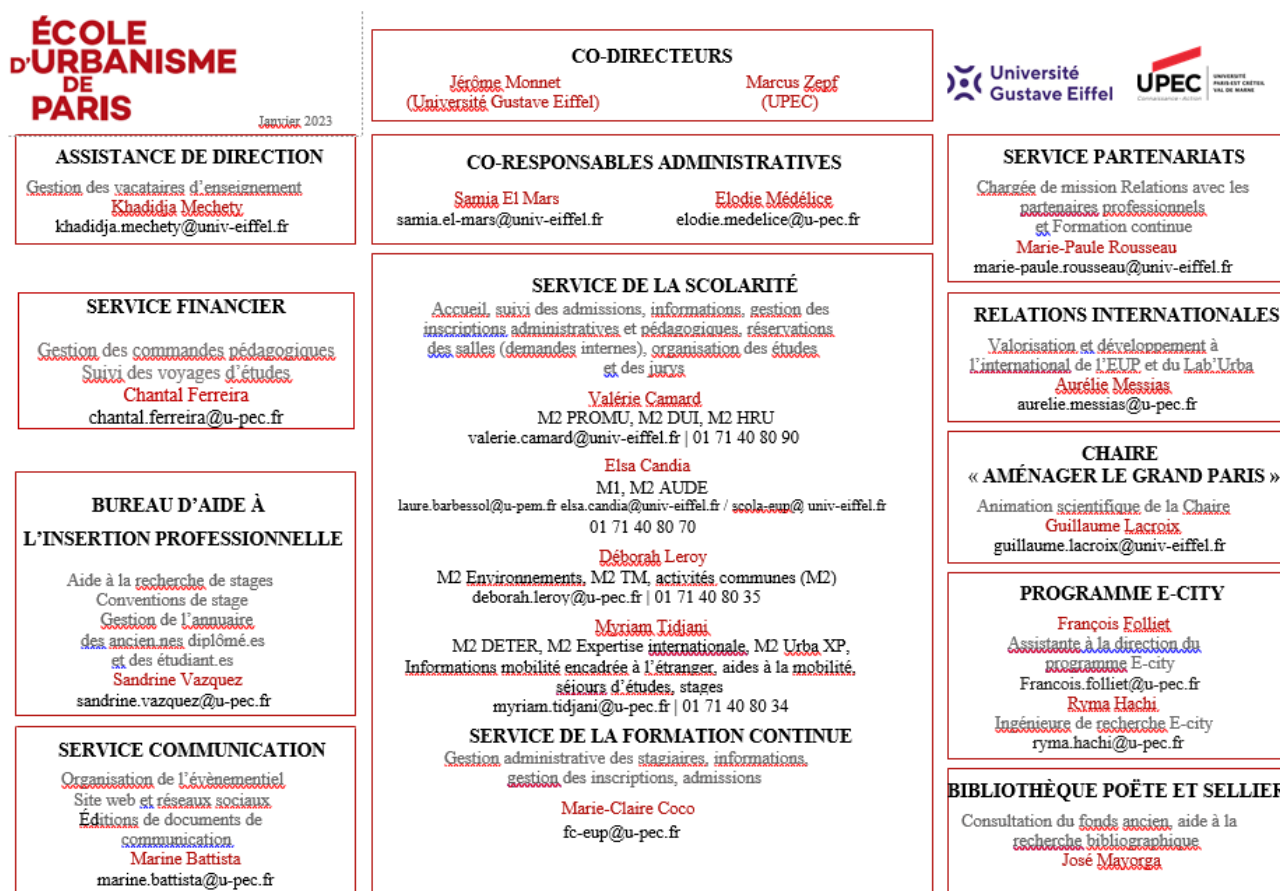 ÉCOLE
D'URBANISME
DE
PARIS
Janvier 2023
CO-DIRECTEURS
Jérôme Monnet
(Université Gustave Eiffel)
Marcus Zepf
(UPEC)
Université
Gustave Eiffel
UPEC
Connaissance - Action
UNIVERSITÉ
PARIS-EST CRÉTEIL
VAL DE MARNE
ASSISTANCE DE DIRECTION
Gestion des vacataires d’enseignement
Khadidja Mechety
khadidja.mechety@univ-eiffel.fr
SERVICE FINANCIER
Gestion des commandes pédagogiques
Suivi des voyages d’études
Chantal Ferreira
chantal.ferreira@u-pec.fr
BUREAU D’AIDE À
L’INSERTION PROFESSIONNELLE
Aide à la recherche de stages
Conventions de stage
Gestion de l’annuaire
des ancien.nes diplômé.es
et des étudiant.es
Sandrine Vazquez
sandrine.vazquez@u-pec.fr
SERVICE COMMUNICATION
Organisation de l’évènementiel
Site web et réseaux sociaux
Éditions de documents de
communication
Marine Battista
marine.battista@u-pec.fr
CO-RESPONSABLES ADMINISTRATIVES
Samia El Mars
samia.el-mars@univ-eiffel.fr
Elodie Médélice
elodie.medelice@u-pec.fr
SERVICE DE LA SCOLARITÉ
Accueil, suivi des admissions, informations, gestion des
inscriptions administratives et pédagogiques, réservations
des salles (demandes internes), organisation des études
et des jurys
Valérie Camard
M2 PROMU, M2 DUI, M2 HRU
valerie.camard@univ-eiffel.fr | 01 71 40 80 90
Elsa Candia
M1, M2 AUDE
laure.barbessol@u-pem.fr elsa.candia@univ-eiffel.fr / scola-eup@ univ-eiffel.fr
01 71 40 80 70
Déborah Leroy
M2 Environnements, M2 TM, activités communes (M2)
deborah.leroy@u-pec.fr | 01 71 40 80 35
Myriam Tidjani
M2 DETER, M2 Expertise internationale, M2 Urba XP,
Informations mobilité encadrée à l’étranger, aides à la mobilité,
séjours d’études, stages
myriam.tidjani@u-pec.fr | 01 71 40 80 34
SERVICE DE LA FORMATION CONTINUE
Gestion administrative des stagiaires, informations,
gestion des inscriptions, admissions
Marie-Claire Coco
fc-eup@u-pec.fr
SERVICE PARTENARIATS
Chargée de mission Relations avec les
partenaires professionnels
et Formation continue
Marie-Paule Rousseau
marie-paule.rousseau@univ-eiffel.fr
RELATIONS INTERNATIONALES
Valorisation et développement à
l’international de l’EUP et du Lab’Urba
Aurélie Messias
aurelie.messias@u-pec.fr
CHAIRE
« AMÉNAGER LE GRAND PARIS »
Animation scientifique de la Chaire
Guillaume Lacroix
guillaume.lacroix@univ-eiffel.fr
PROGRAMME E-CITY
François Folliet
Assistante à la direction du
programme E-city
Francois.folliet@u-pec.fr
Ryma Hachi
Ingénieure de recherche E-city
ryma.hachi@u-pec.fr
BIBLIOTHÈQUE POËTE ET SELLIER
Consultation du fonds ancien, aide à la
recherche bibliographique
José Mayorga